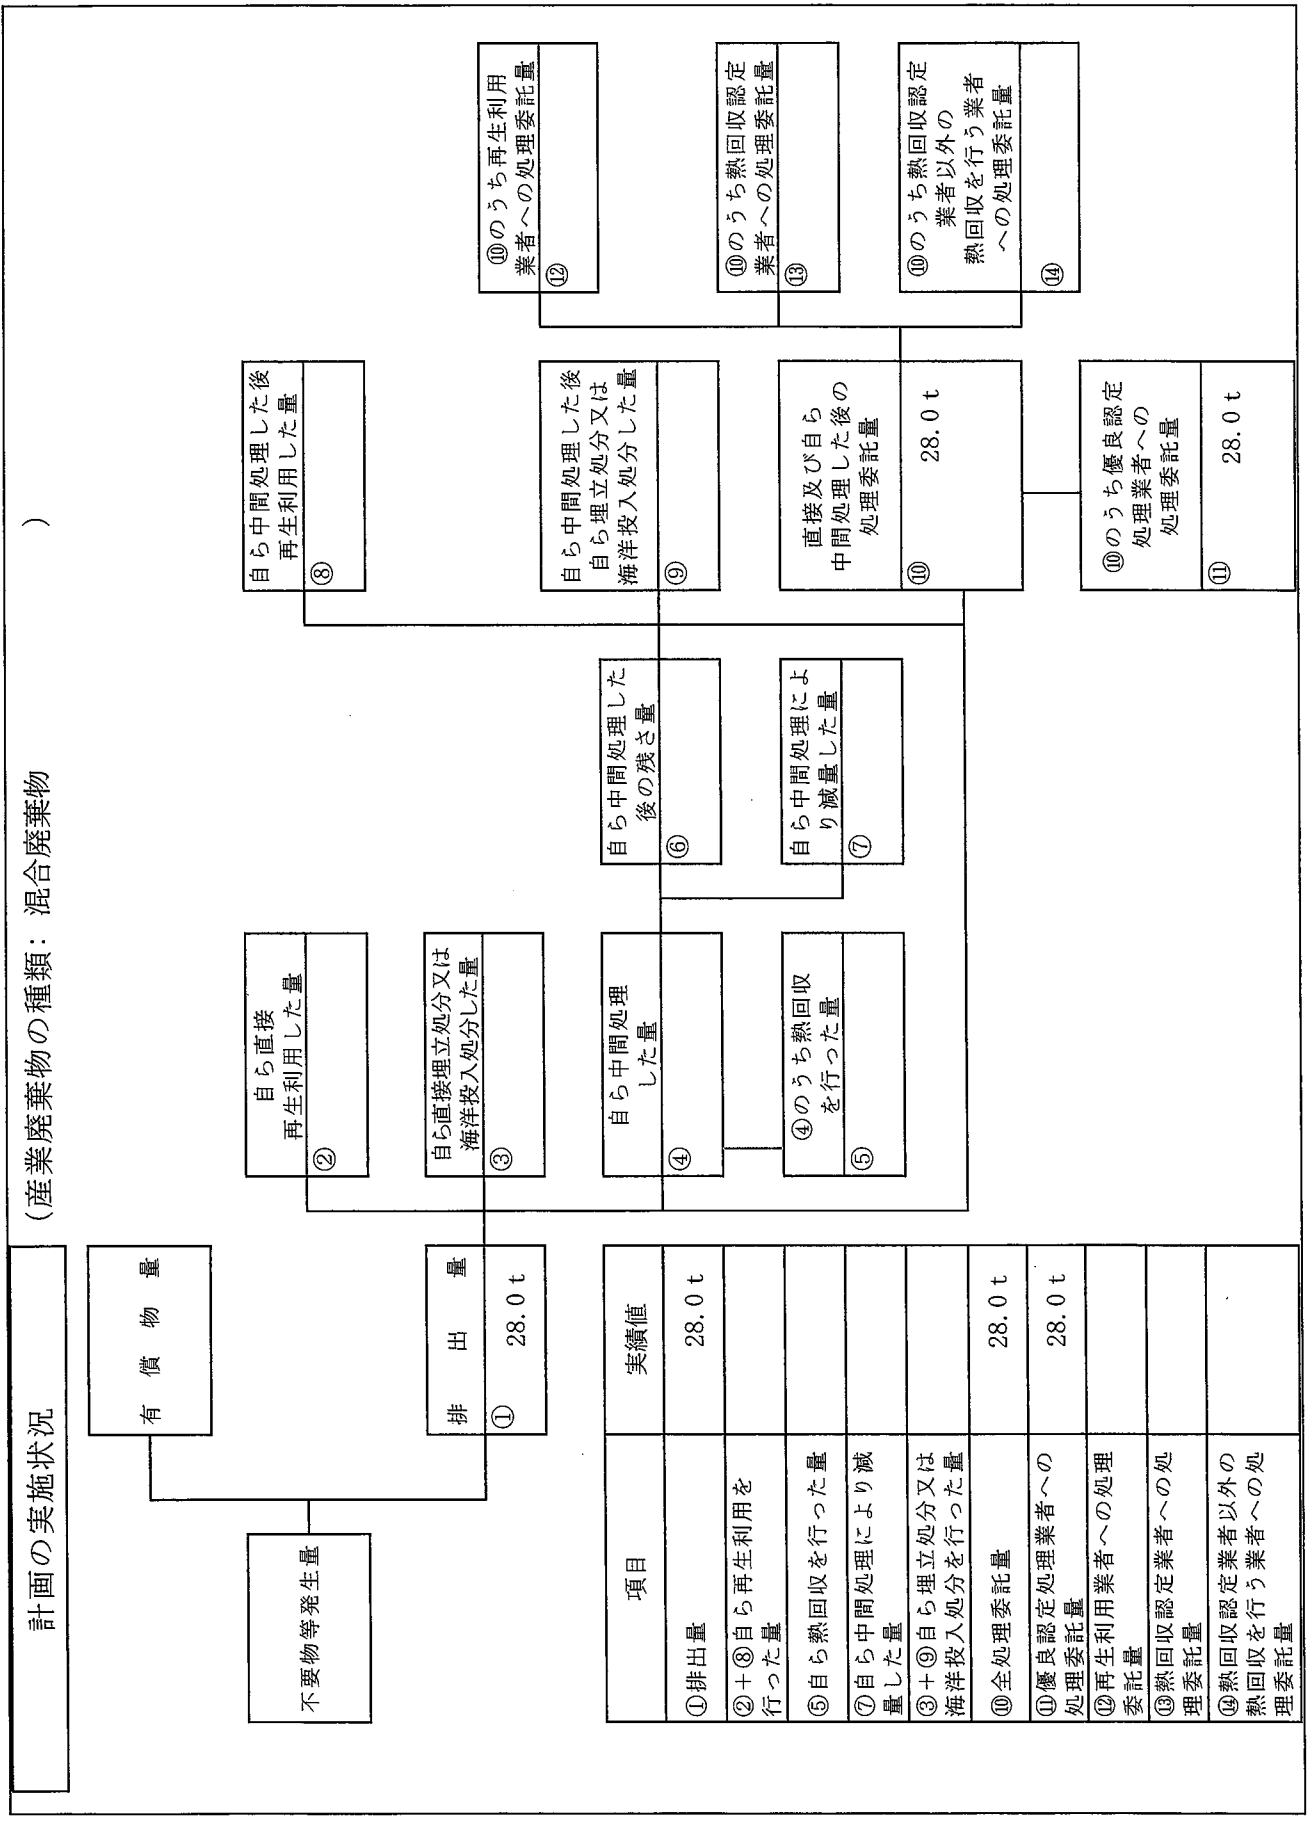 計画の実施状況
(産業廃棄物の種類： 混合廃棄物 )
有償物量
不要物等発生量
排出量
① 28.0ｔ
自ら直接
再生利用した量
②
自ら直接埋立処分又は
海洋投入処分した量
③
自ら中間処理
した量
④
④のうち熱回収
を行った量
⑤
自ら中間処理した
後の残さ量
⑥
自ら中間処理によ
り減量した量
⑦
自ら中間処理した後
再生利用した量
⑧
自ら中間処理した後
自ら埋立処分又は
海洋投入処分した量
⑨
直接及び自ら
中間処理した後の
処理委託量
⑩ 28.0ｔ
⑩のうち優良認定
処理業者への
処理委託量
⑪ 28.0ｔ
⑩のうち再生利用
業者への処理委託量
⑫
⑩のうち熱回収認定
業者への処理委託量
⑬
⑩のうち熱回収認定
業者以外の
熱回収を行う業者
への処理委託量
⑭
項目 実績値
①排出量 28.0ｔ
②＋⑧自ら再生利用を
行った量
⑤自ら熱回収を行った量
⑦自ら中間処理により減
量した量
③＋⑨自ら埋立処分又は
海洋投入処分を行った量
⑩全処理委託量 28.0ｔ
⑪優良認定処理業者への
処理委託量 28.0ｔ
⑫再生利用業者への処理
委託量
⑬熱回収認定業者への処
理委託量
⑭熱回収認定業者以外の
熱回収を行う業者への処
理委託量